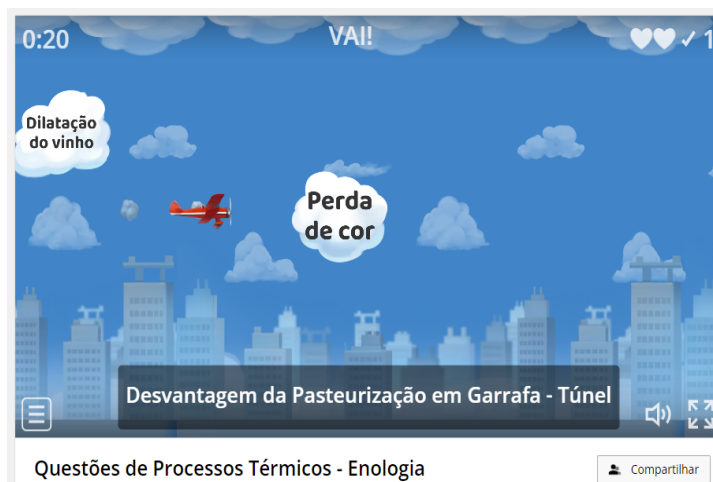 0:20
VAI!
✓ 1
Dilatação
do vinho
Perda
de cor
Desvantagem da Pasteurização em Garrafa - Túnel
Questões de Processos Térmicos - Enologia
Compartilhar